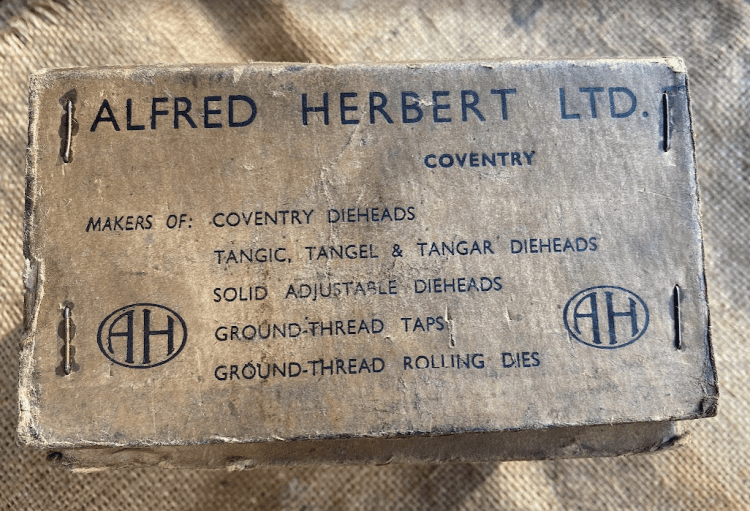 ALFRED HERBERT LTD.
COVENTRY
MAKERS OF: COVENTRY DIEHEADS
TANGIC, TANGEL & TANGAR DIEHEADS
SOLID ADJUSTABLE DIEHEADS
GROUND-THREAD TAPS
GROUND-THREAD ROLLING DIES
AH
AH